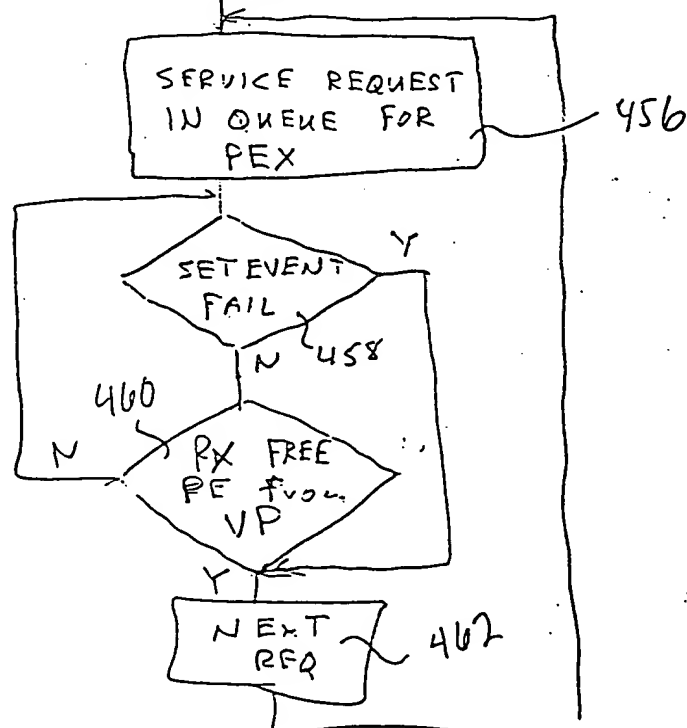 SERVICE REQUEST
IN QUEUE FOR
PEX
456
SET EVENT
FAIL
Y
458
N
460
RX FREE
PE from
VP
N
Y
NEXT
REQ
462